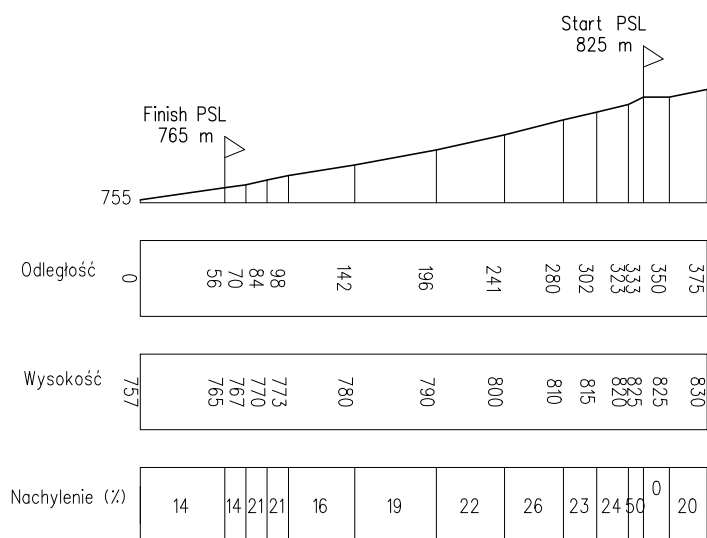 Start PSL
825 m
Finish PSL
765 m
755
Odległość 0 56 70 84 98 142 196 241 280 302 323 333 350 375
Wysokość 757 765 767 770 773 780 790 800 810 815 820 825 825 830
Nachylenie (%) 14 14 21 21 16 19 22 26 23 24 50 0 20